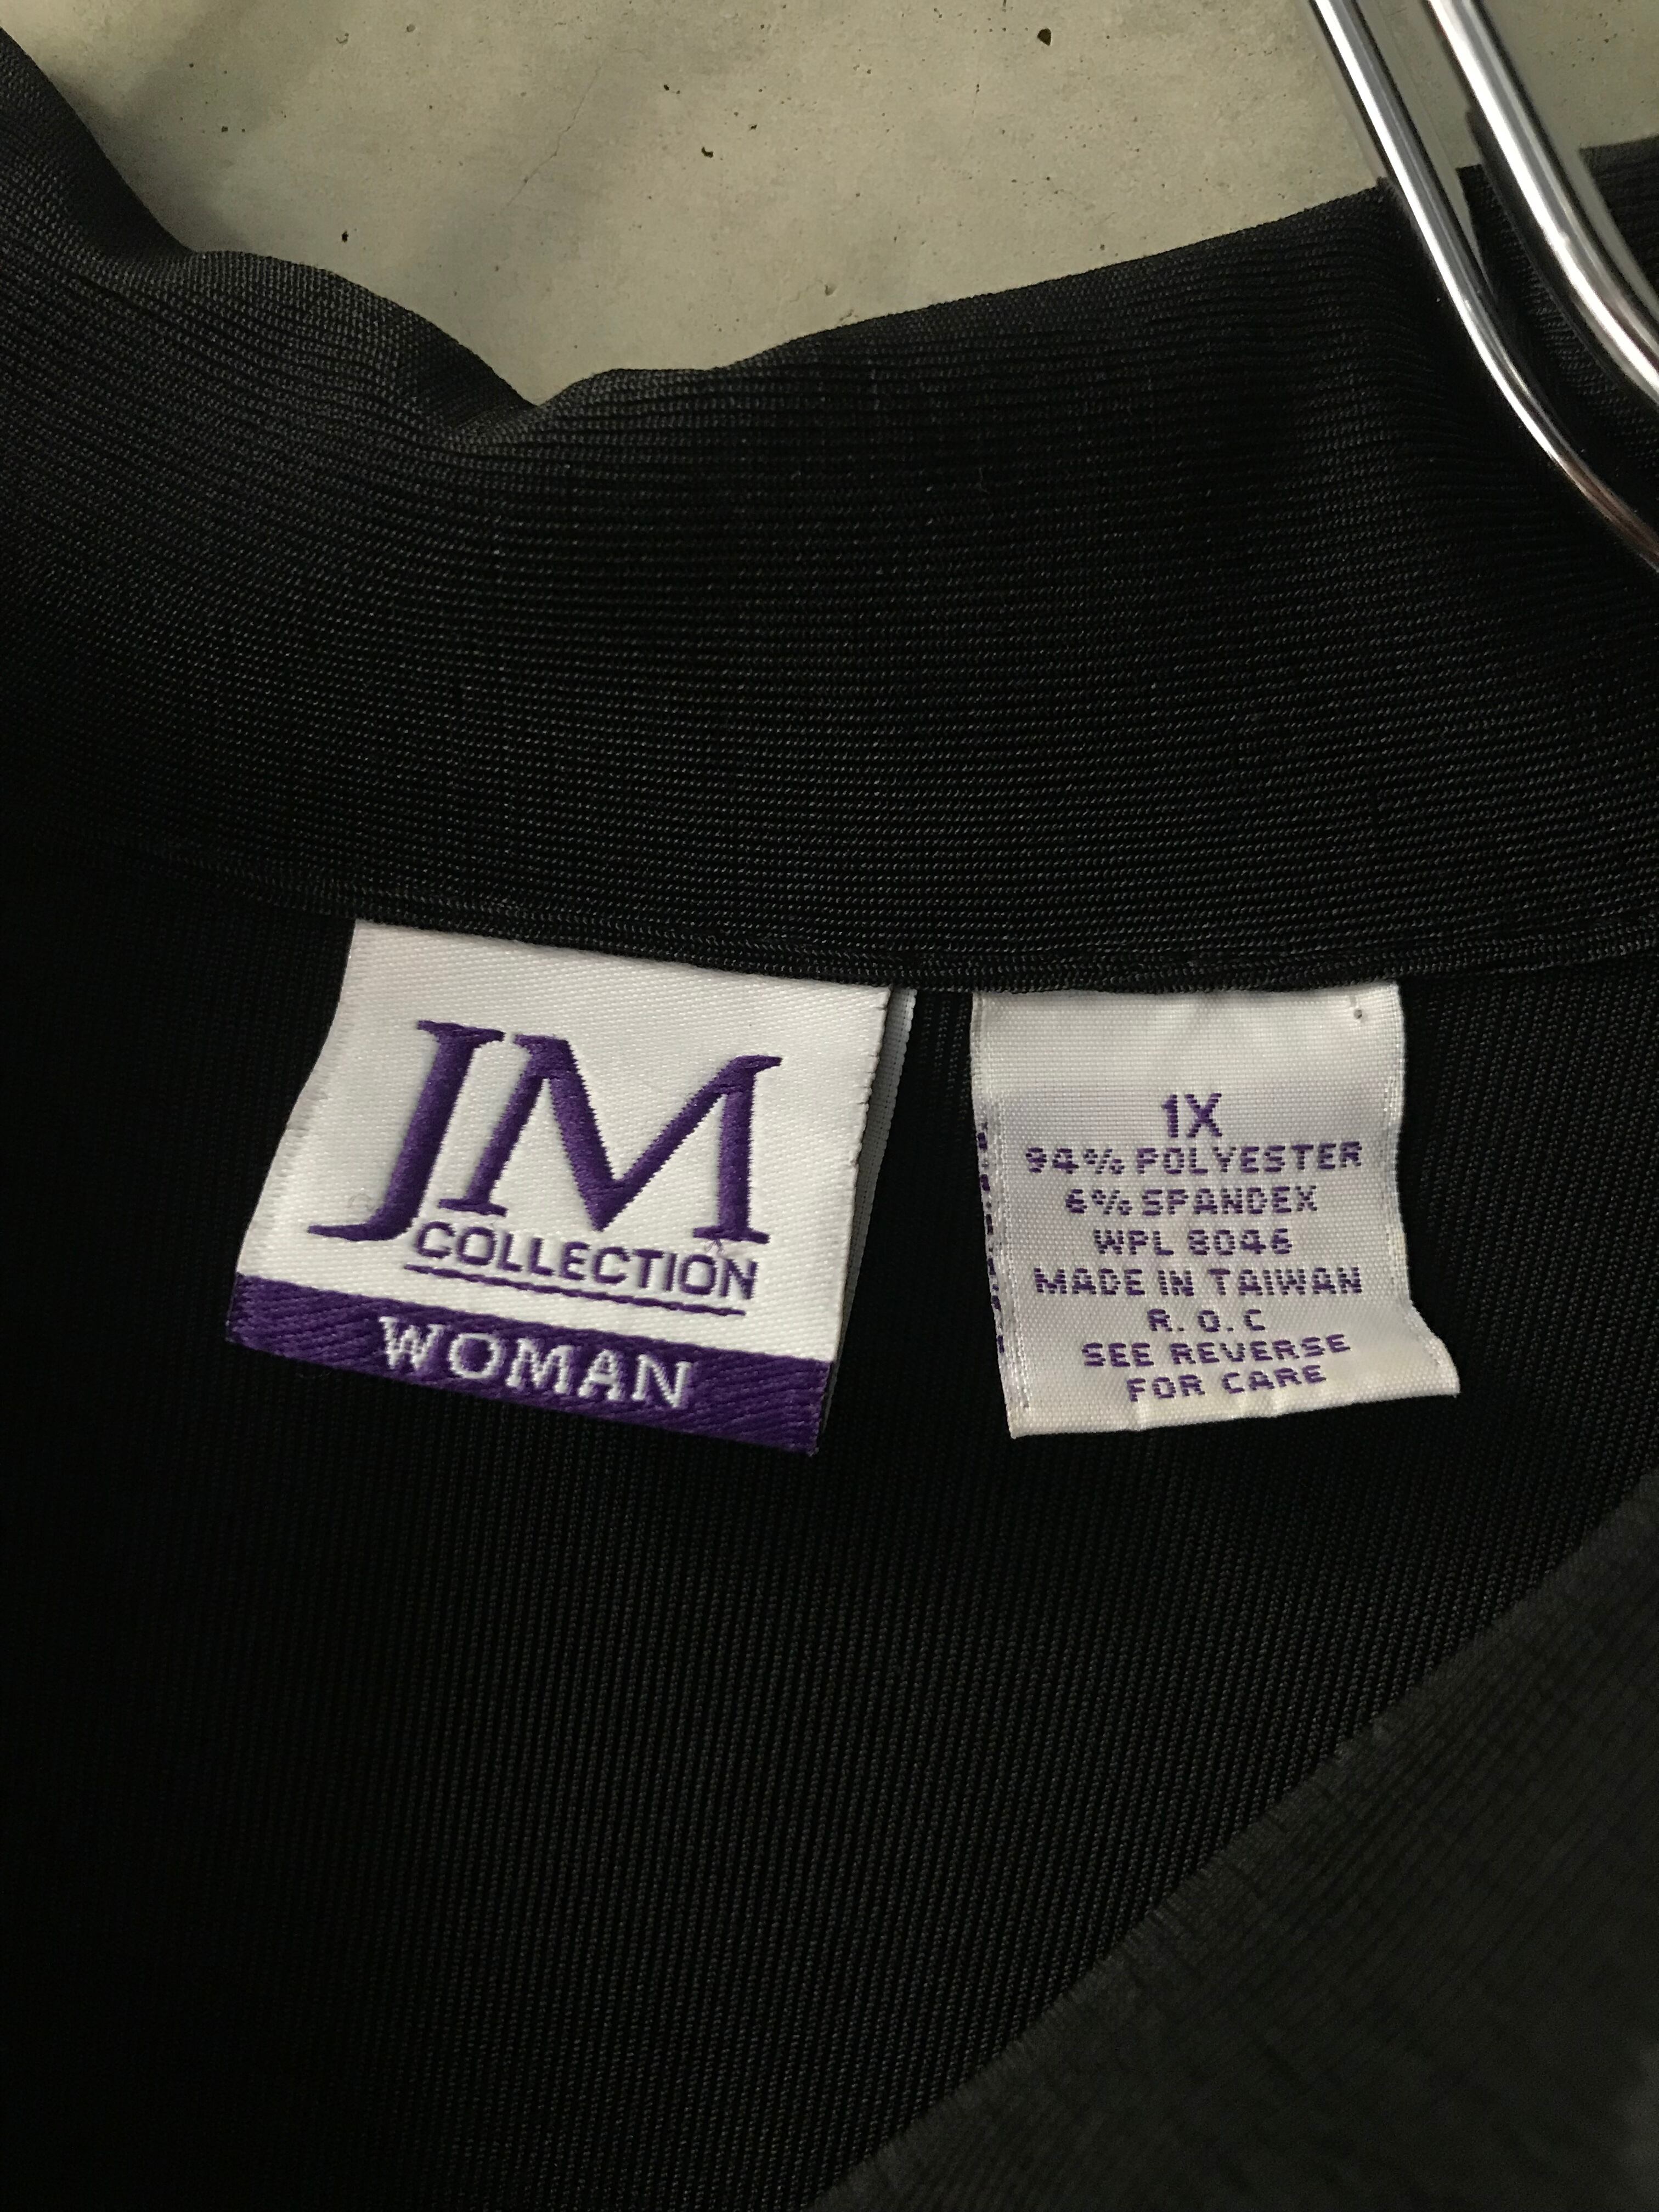 JM
COLLECTION
WOMAN
1X
94% POLYESTER
6% SPANDEX
WPL 8046
MADE IN TAIWAN
R. O. C
SEE REVERSE
FOR CARE